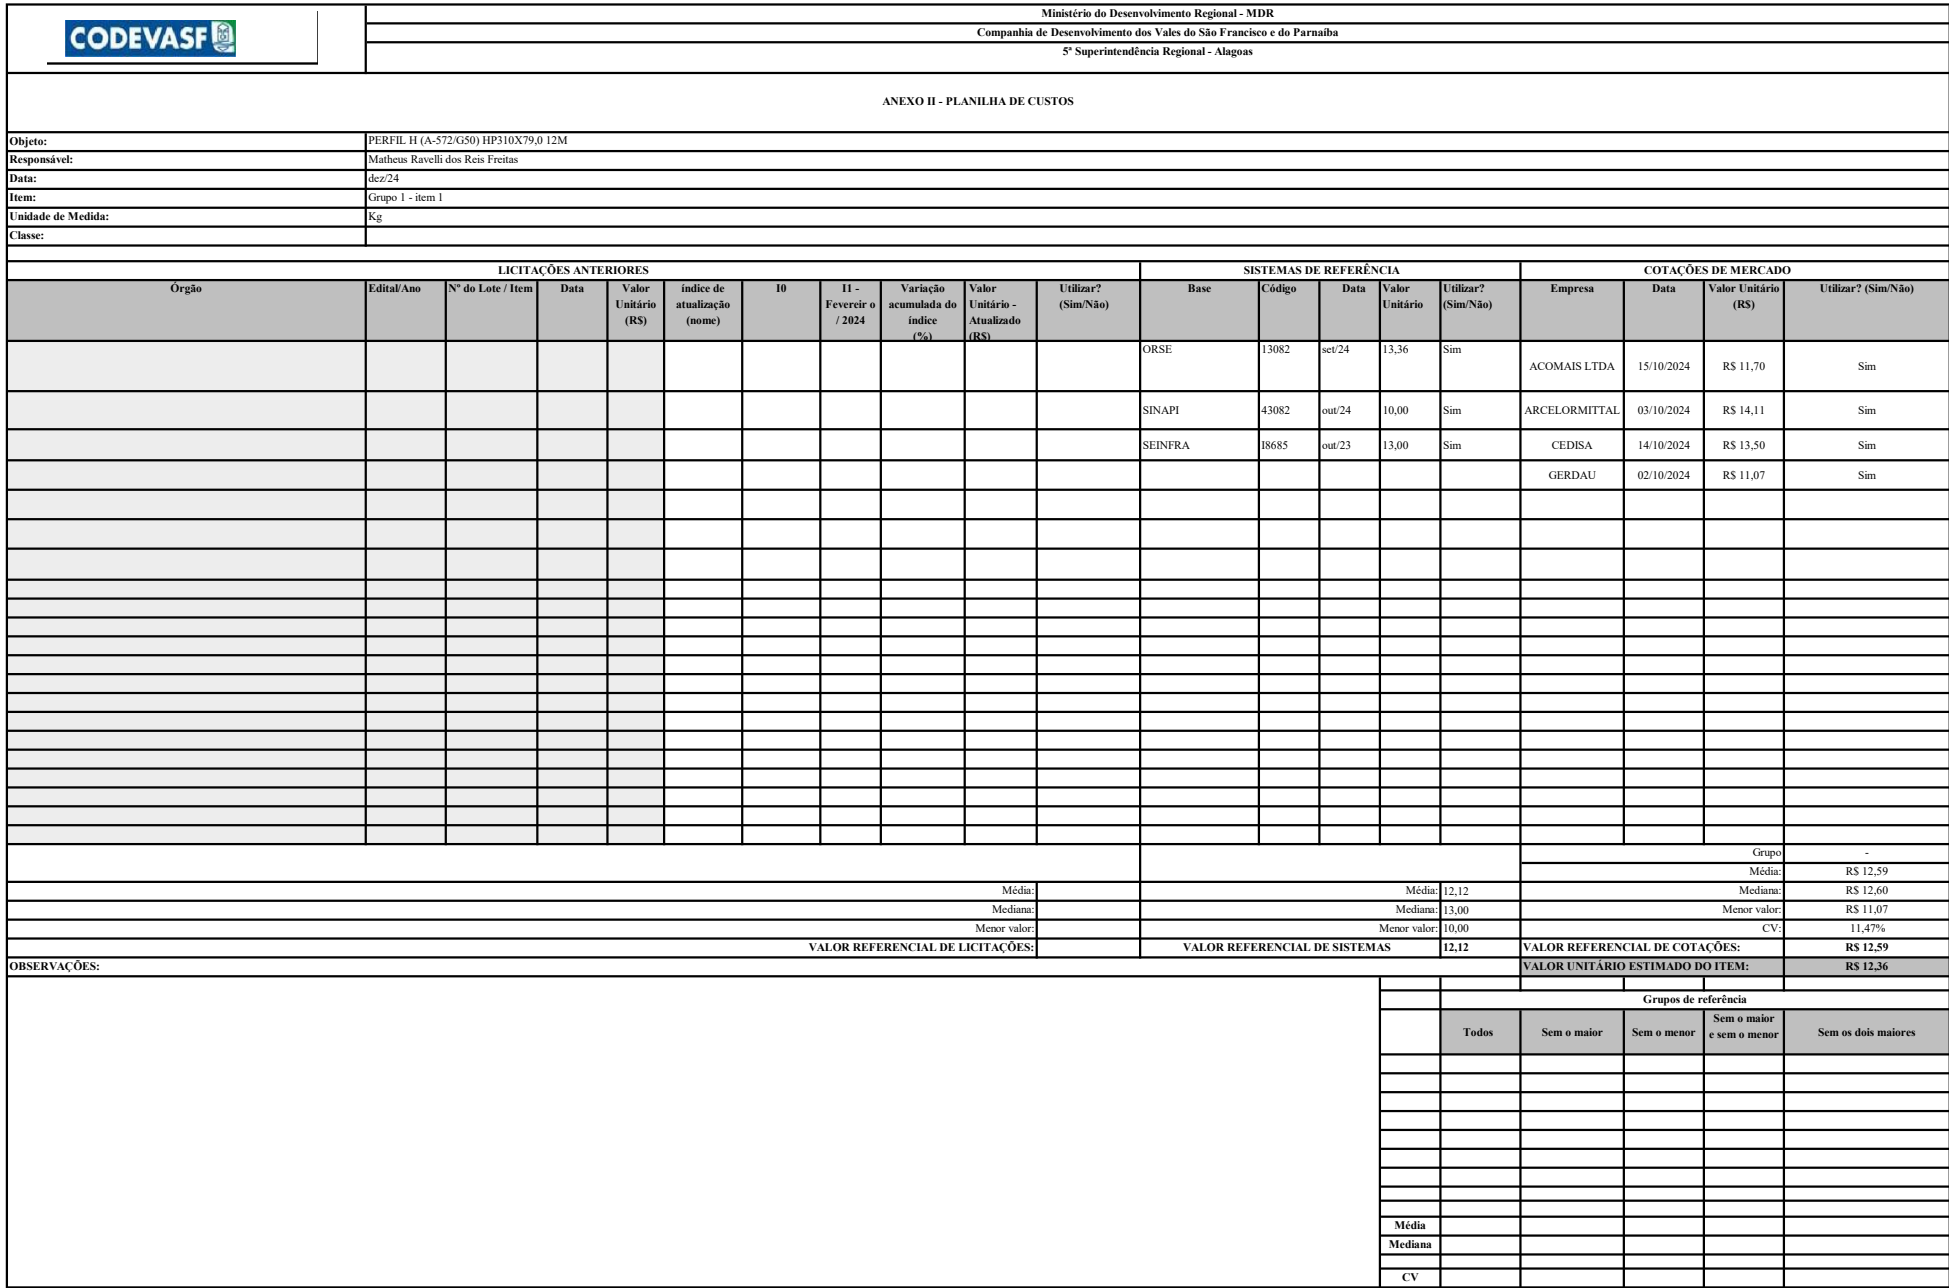 CODEVASF
Ministério do Desenvolvimento Regional - MDR
Companhia de Desenvolvimento dos Vales do São Francisco e do Parnaíba
5ª Superintendência Regional - Alagoas
ANEXO II - PLANILHA DE CUSTOS
Objeto: PERFIL H (A-572/G50) HP310X79,0 12M
Responsável: Matheus Ravelli dos Reis Freitas
Data: dez/24
Item: Grupo 1 - item 1
Unidade de Medida: Kg
Classe:
LICITAÇÕES ANTERIORES SISTEMAS DE REFERÊNCIA COTAÇÕES DE MERCADO
Órgão Edital/Ano Nº do Lote / Item Data Valor Unitário (R$) índice de atualização (nome) I0 I1 - Fevereir o / 2024 Variação acumulada do índice (%) Valor Unitário - Atualizado (R$) Utilizar? (Sim/Não) Base Código Data Valor Unitário Utilizar? (Sim/Não) Empresa Data Valor Unitário (R$) Utilizar? (Sim/Não)
ORSE 13082 set/24 13,36 Sim ACOMAIS LTDA 15/10/2024 R$ 11,70 Sim
SINAPI 43082 out/24 10,00 Sim ARCELORMITTAL 03/10/2024 R$ 14,11 Sim
SEINFRA I8685 out/23 13,00 Sim CEDISA 14/10/2024 R$ 13,50 Sim
GERDAU 02/10/2024 R$ 11,07 Sim
Grupo -
Média: R$ 12,59
Média: Média: 12,12 Mediana: R$ 12,60
Mediana: Mediana: 13,00 Menor valor: R$ 11,07
Menor valor: Menor valor: 10,00 CV: 11,47%
VALOR REFERENCIAL DE LICITAÇÕES: VALOR REFERENCIAL DE SISTEMAS 12,12 VALOR REFERENCIAL DE COTAÇÕES: R$ 12,59
OBSERVAÇÕES: VALOR UNITÁRIO ESTIMADO DO ITEM: R$ 12,36
Grupos de referência
Todos Sem o maior Sem o menor Sem o maior e sem o menor Sem os dois maiores
Média
Mediana
CV